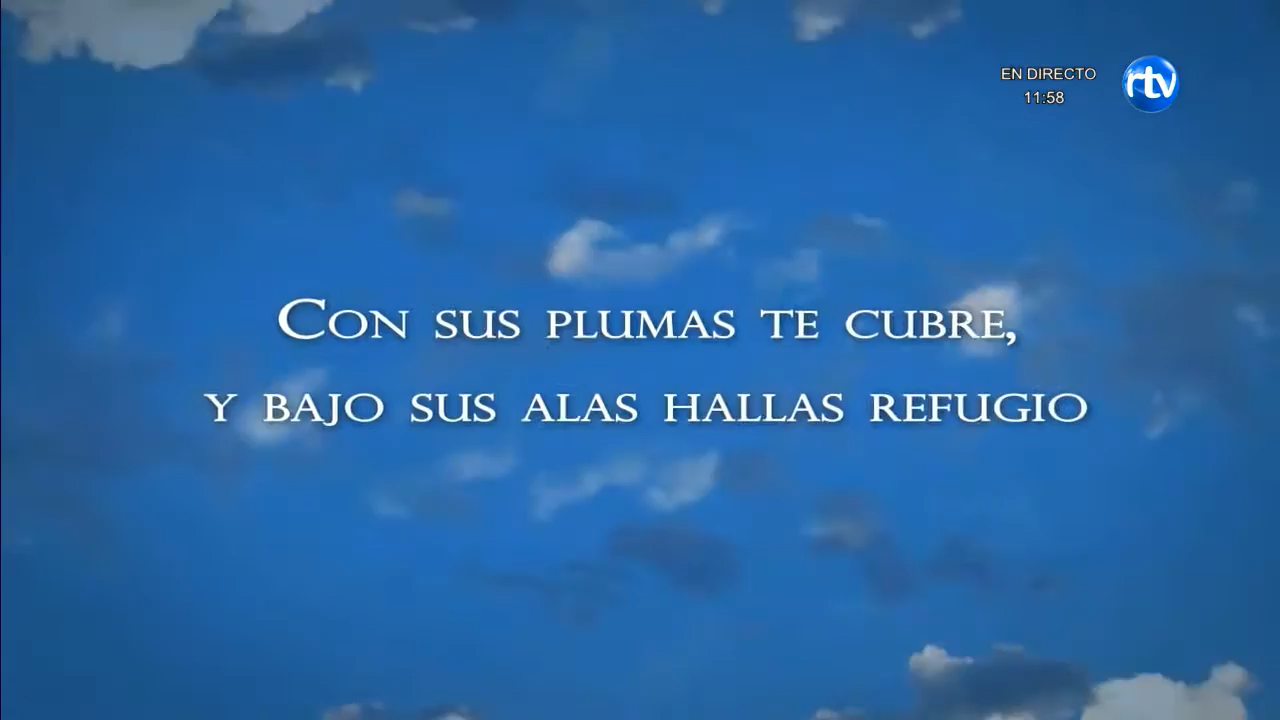 EN DIRECTO
11:58
rtv
CON SUS PLUMAS TE CUBRE,
Y BAJO SUS ALAS HALLAS REFUGIO